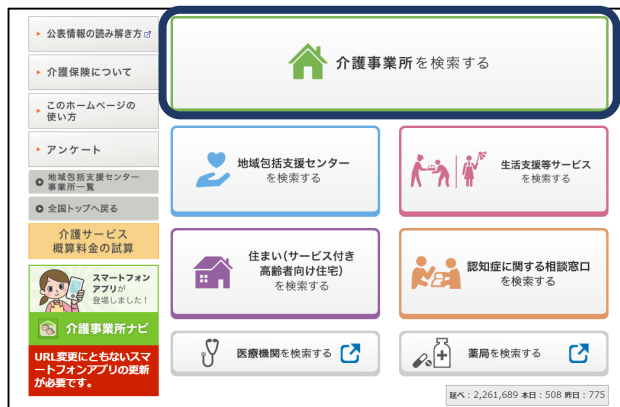 公表情報の読み解き方
介護保険について
このホームページの
使い方
アンケート
地域包括支援センター
事業所一覧
全国トップへ戻る
介護サービス
概算料金の試算
スマートフォン
アプリが
登場しました！
介護事業所ナビ
URL変更にともないスマ
ートフォンアプリの更新
が必要です。
介護事業所を検索する
地域包括支援センター
を検索する
生活支援等サービス
を検索する
住まい（サービス付き
高齢者向け住宅）
を検索する
認知症に関する相談窓口
を検索する
医療機関を検索する
薬局を検索する
延べ：2,261,689 本日：508 昨日：775